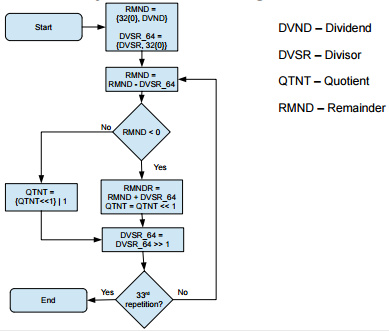 Start
RMND =
{32{0}, DVND}
DVSR_64 =
{DVSR, 32{0}}
DVND – Dividend
DVSR – Divisor
QTNT – Quotient
RMND – Remainder
RMND =
RMND - DVSR_64
No
RMND < 0
Yes
QTNT =
{QTNT<<1} | 1
RMNDR =
RMND + DVSR_64
QTNT = QTNT << 1
DVSR_64 =
DVSR_64 >> 1
End
Yes
33rd
repetition?
No